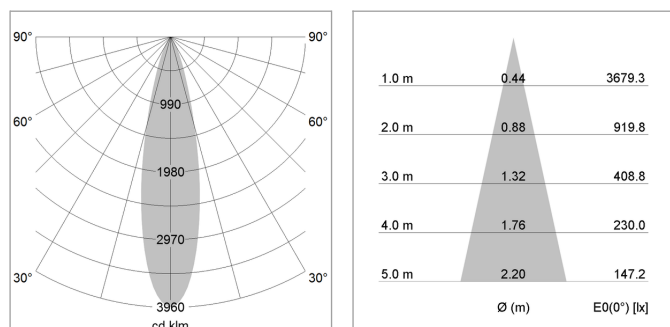 90° 90°
990
60° 60°
1980
2970
30° 30°
3960
cd klm
1.0 m 0.44 3679.3
2.0 m 0.88 919.8
3.0 m 1.32 408.8
4.0 m 1.76 230.0
5.0 m 2.20 147.2
Ø (m) E0(0°) [lx]